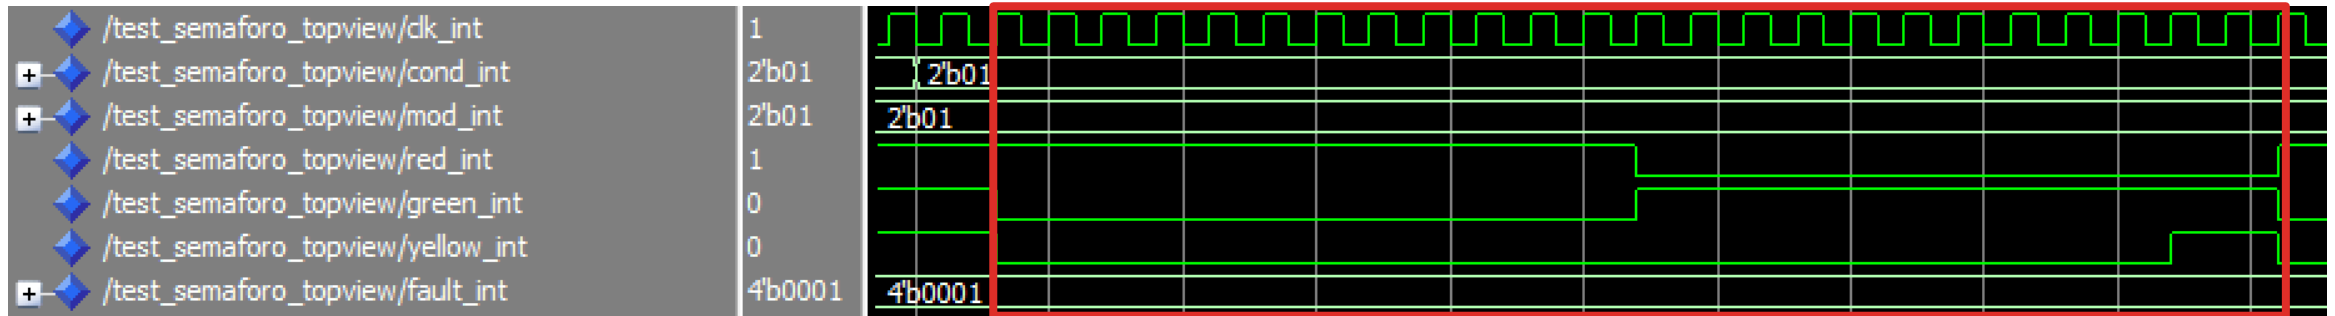 /test_semaforo_topview/clk_int 1
/test_semaforo_topview/cond_int 2'b01 2'b01
/test_semaforo_topview/mod_int 2'b01 2'b01
/test_semaforo_topview/red_int 1
/test_semaforo_topview/green_int 0
/test_semaforo_topview/yellow_int 0
/test_semaforo_topview/fault_int 4'b0001 4'b0001